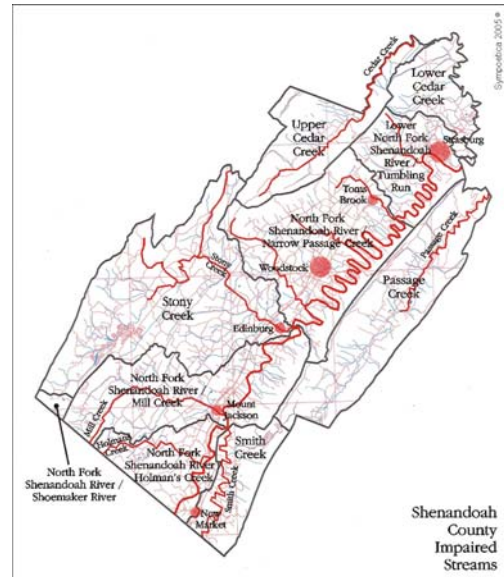 Sympoetica 2005 ®
Cedar Creek
Lower
Cedar
Creek
Upper
Cedar
Creek
Lower
North Fork
Shenandoah
River /
Tumbling
Run
Strasburg
Toms
Brook
North Fork
Shenandoah River
Narrow Passage Creek
Passage Creek
Woodstock
Passage
Creek
Stony
Creek
Stony
Creek
Edinburg
North Fork
Shenandoah River /
Mill Creek
Mill Creek
Mount
Jackson
Holmans
Creek
North Fork
Shenandoah River /
Holman's Creek
Smith
Creek
Smith Creek
New
Market
North Fork
Shenandoah River /
Shoemaker River
Shenandoah
County
Impaired
Streams